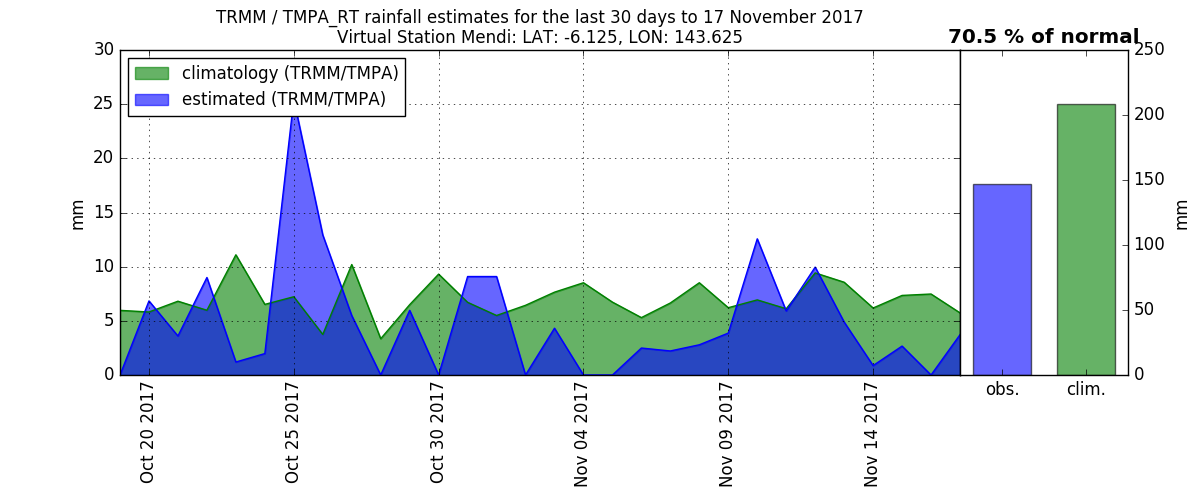 TRMM / TMPA_RT rainfall estimates for the last 30 days to 17 November 2017
Virtual Station Mendi: LAT: -6.125, LON: 143.625
70.5 % of normal
climatology (TRMM/TMPA)
estimated (TRMM/TMPA)
30
25
20
15
10
5
0
mm
Oct 20 2017
Oct 25 2017
Oct 30 2017
Nov 04 2017
Nov 09 2017
Nov 14 2017
250
200
150
100
50
0
mm
obs.
clim.